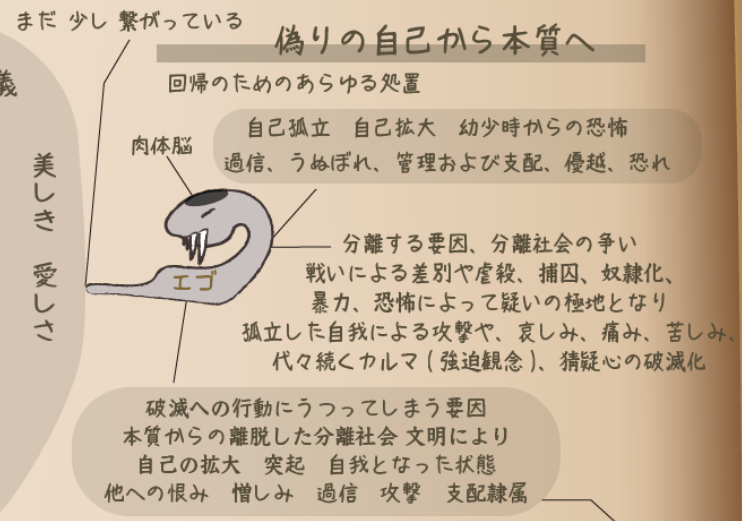 まだ 少し 繋がっている
偽りの自己から本質へ
回帰のためのあらゆる処置
義
美しき 愛しさ
肉体脳
自己孤立 自己拡大 幼少時からの恐怖
過信、うぬぼれ、管理および支配、優越、恐れ
エゴ
分離する要因、分離社会の争い
戦いによる差別や虐殺、捕囚、奴隷化、
暴力、恐怖によって疑いの極地となり
孤立した自我による攻撃や、哀しみ、痛み、苦しみ、
代々続くカルマ（強迫観念）、猜疑心の破滅化
破滅への行動にうつってしまう要因
本質からの離脱した分離社会 文明により
自己の拡大 突起 自我となった状態
他への恨み 憎しみ 過信 攻撃 支配隷属